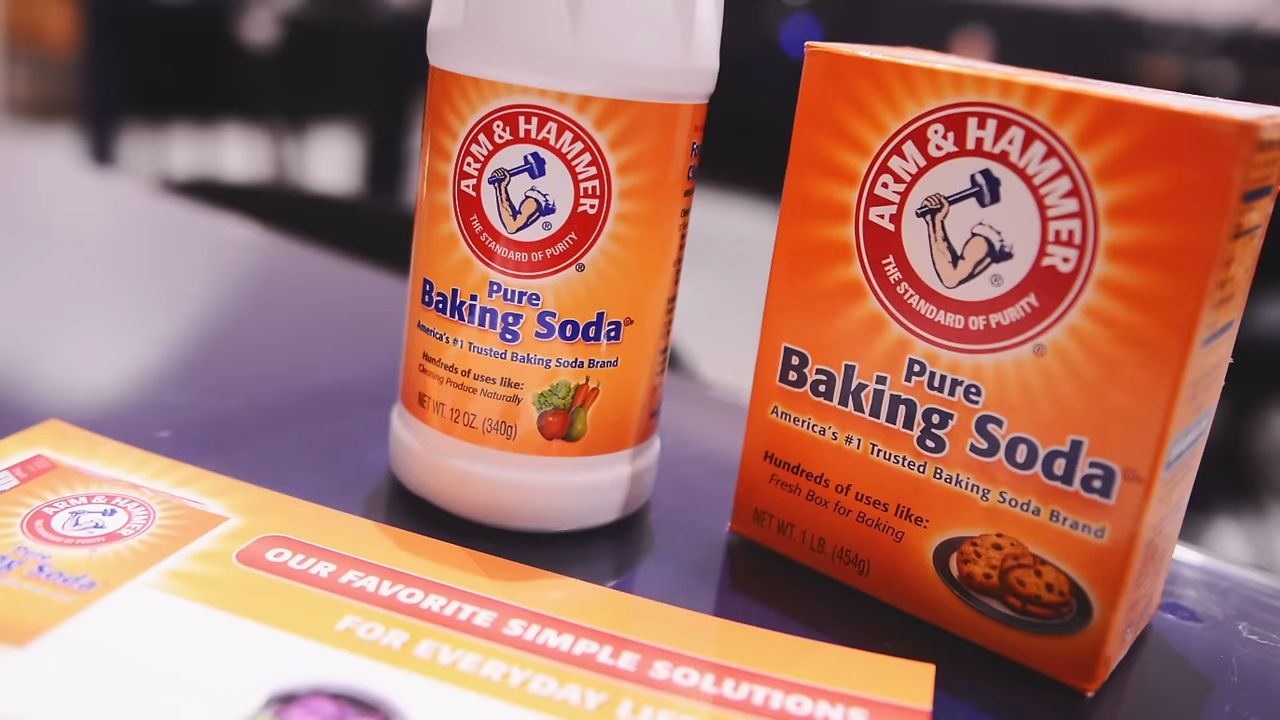 ARM & HAMMER
THE STANDARD OF PURITY
®
®
Pure
Baking Soda
America's #1 Trusted Baking Soda Brand
Hundreds of uses like:
Cleaning Produce Naturally
NET WT. 12 OZ. (340g)
ARM & HAMMER
THE STANDARD OF PURITY
®
®
Pure
Baking Soda
America's #1 Trusted Baking Soda Brand
Hundreds of uses like:
Fresh Box for Baking
NET WT. 1 LB. (454g)
ARM & HAMMER
Pure
Baking Soda
OUR FAVORITE SIMPLE SOLUTIONS
FOR EVERYDAY